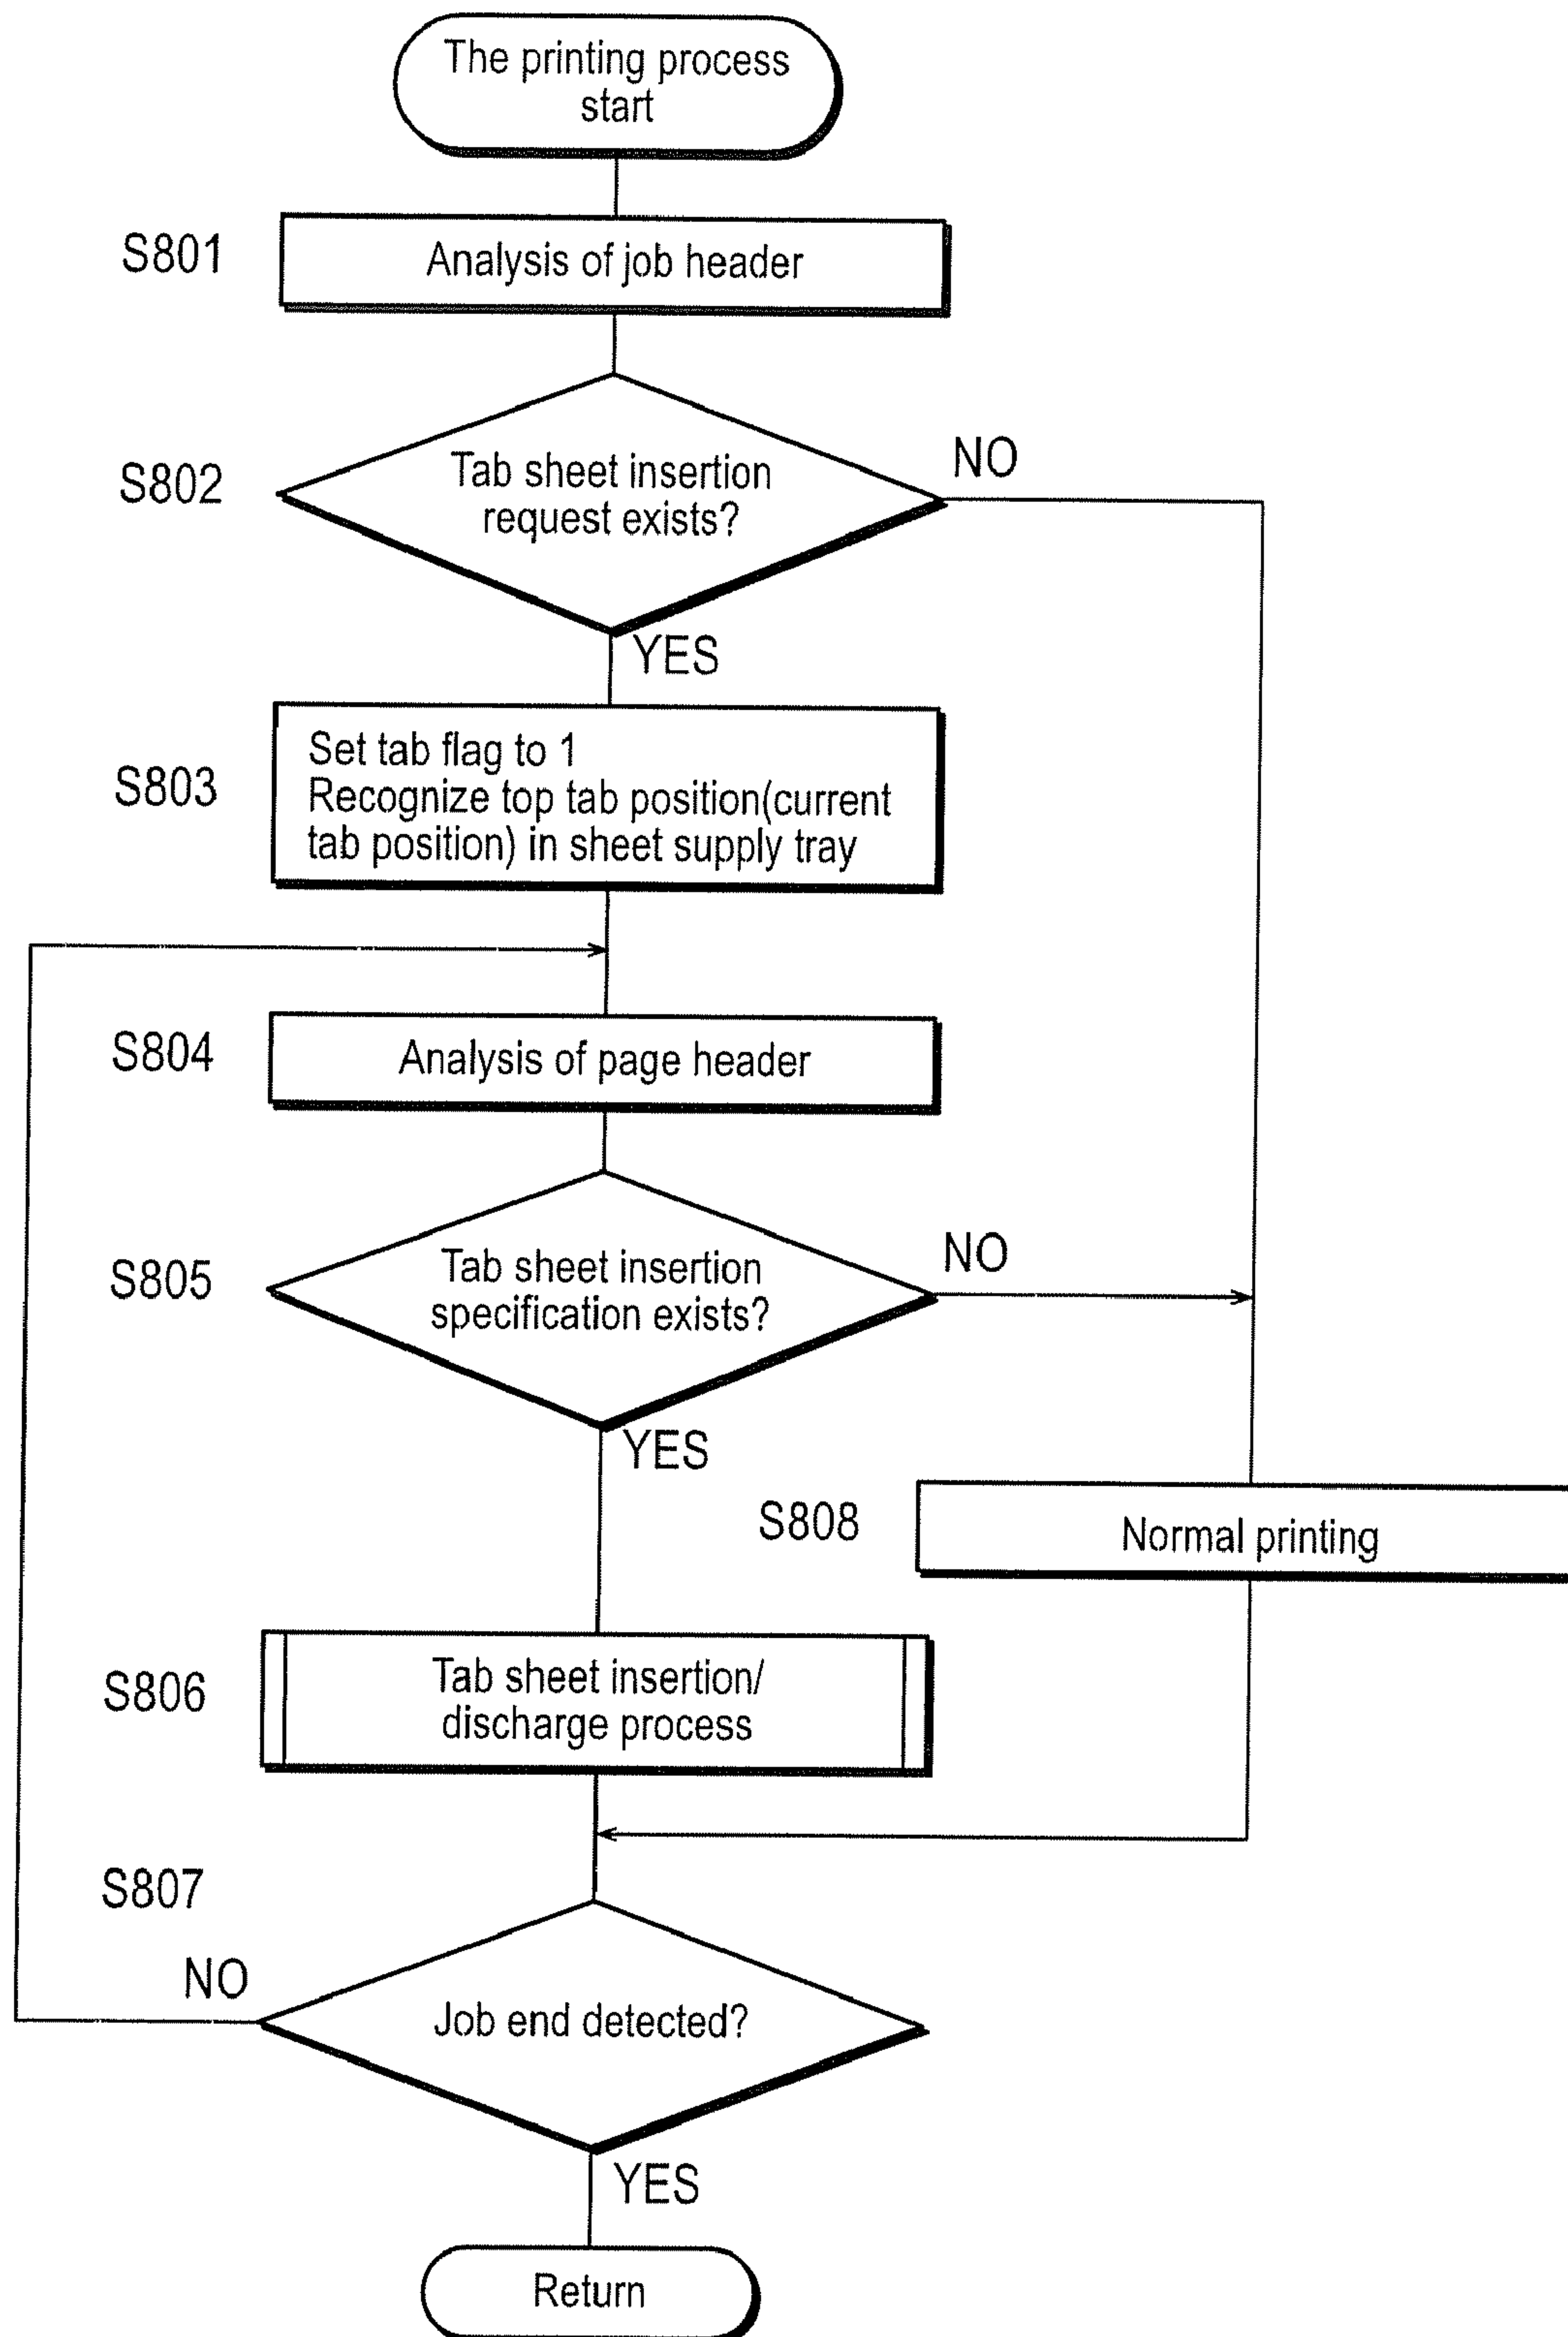 The printing process
start
S801
Analysis of job header
S802
Tab sheet insertion
request exists?
NO
YES
S803
Set tab flag to 1
Recognize top tab position(current
tab position) in sheet supply tray
S804
Analysis of page header
S805
Tab sheet insertion
specification exists?
NO
YES
S808
Normal printing
S806
Tab sheet insertion/
discharge process
S807
NO
Job end detected?
YES
Return